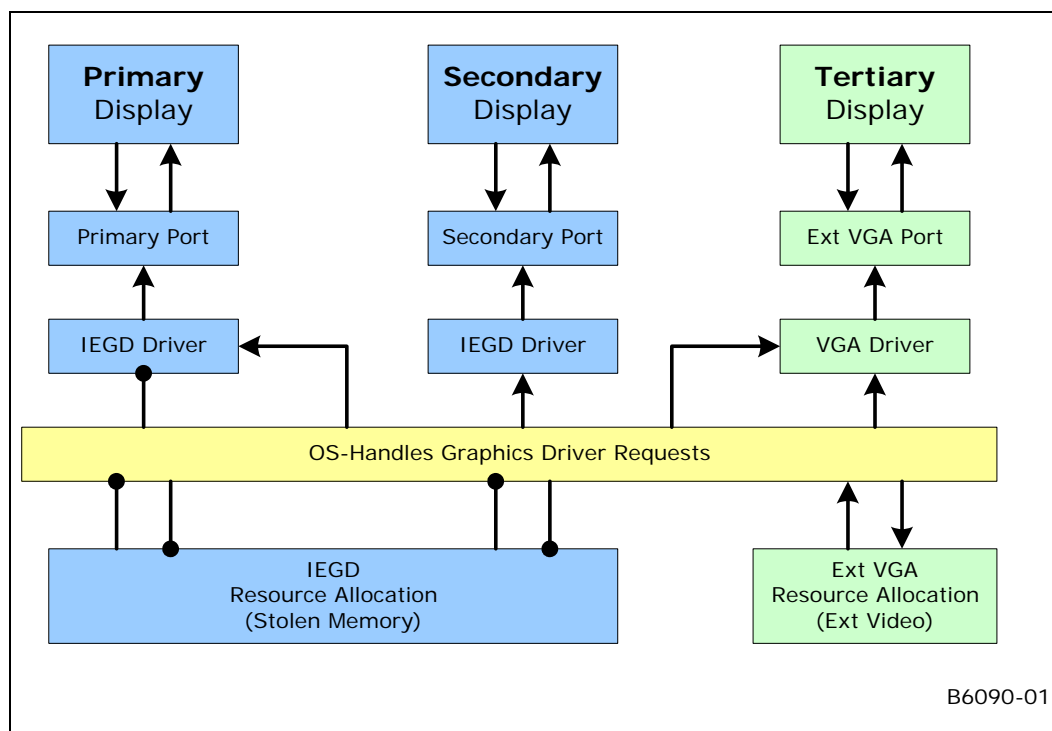 Primary
Display
Secondary
Display
Tertiary
Display
Primary Port
Secondary Port
Ext VGA Port
IEGD Driver
IEGD Driver
VGA Driver
OS-Handles Graphics Driver Requests
IEGD
Resource Allocation
(Stolen Memory)
Ext VGA
Resource Allocation
(Ext Video)
B6090-01